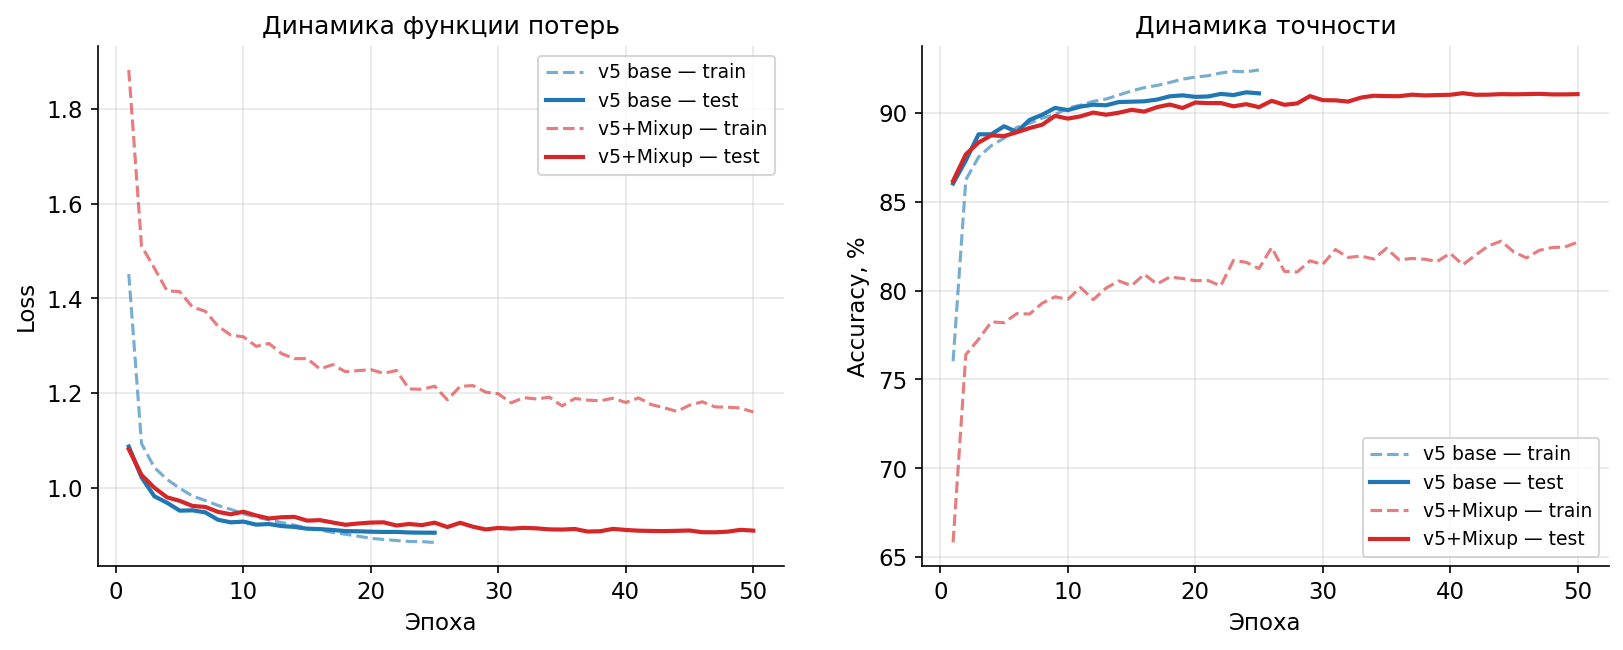 Динамика функции потерь
v5 base — train
v5 base — test
v5+Mixup — train
v5+Mixup — test
1.8
1.6
1.4
1.2
1.0
Loss
0 10 20 30 40 50
Эпоха
Динамика точности
90
85
80
75
70
65
Accuracy, %
v5 base — train
v5 base — test
v5+Mixup — train
v5+Mixup — test
0 10 20 30 40 50
Эпоха